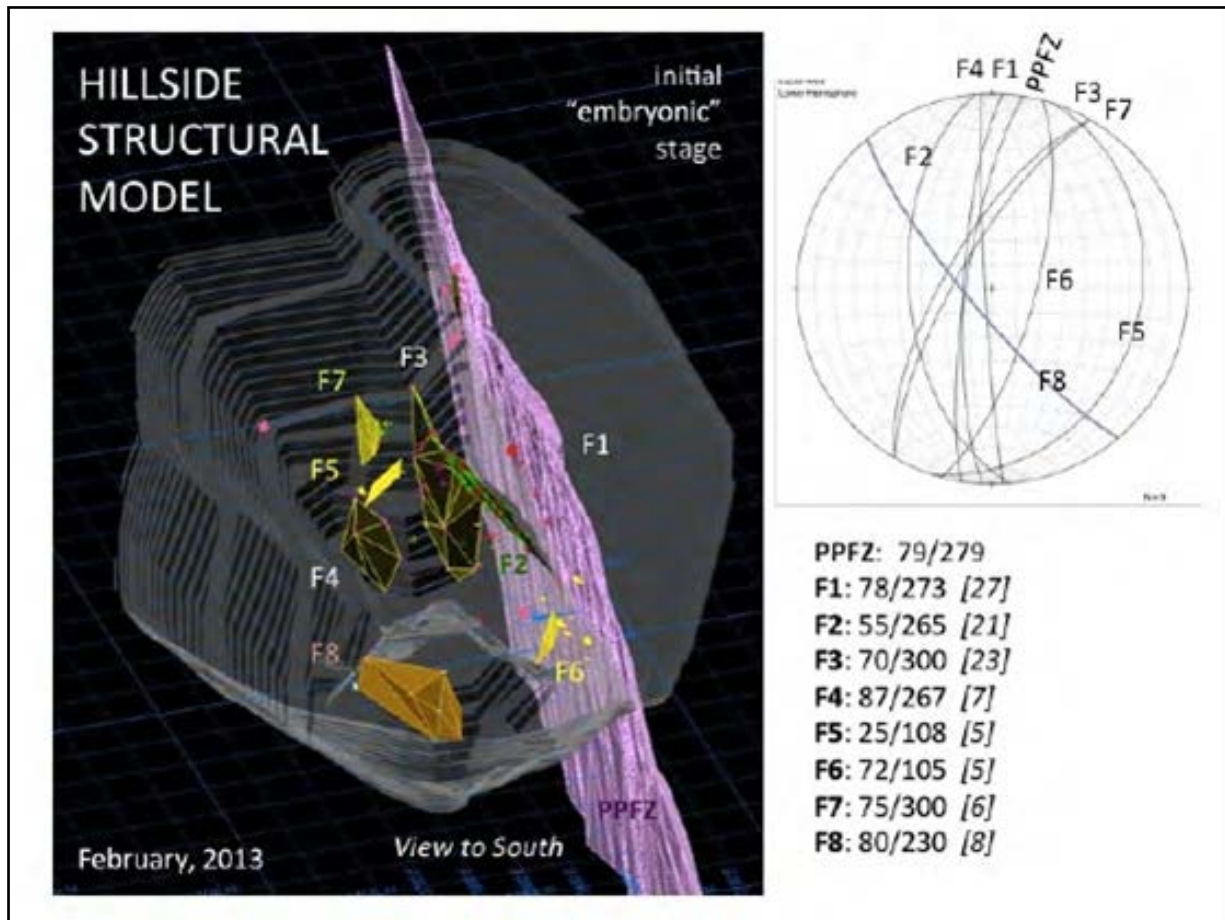 HILLSIDE
STRUCTURAL
MODEL
initial
"embryonic"
stage
F3
F7
F1
F5
F2
F4
F8
F6
PPFZ
February, 2013
View to South
F4 F1 PPFZ F3 F7
Lower Hemisphere
F2
F6
F5
F8
N=9
PPFZ: 79/279
F1: 78/273 [27]
F2: 55/265 [21]
F3: 70/300 [23]
F4: 87/267 [7]
F5: 25/108 [5]
F6: 72/105 [5]
F7: 75/300 [6]
F8: 80/230 [8]